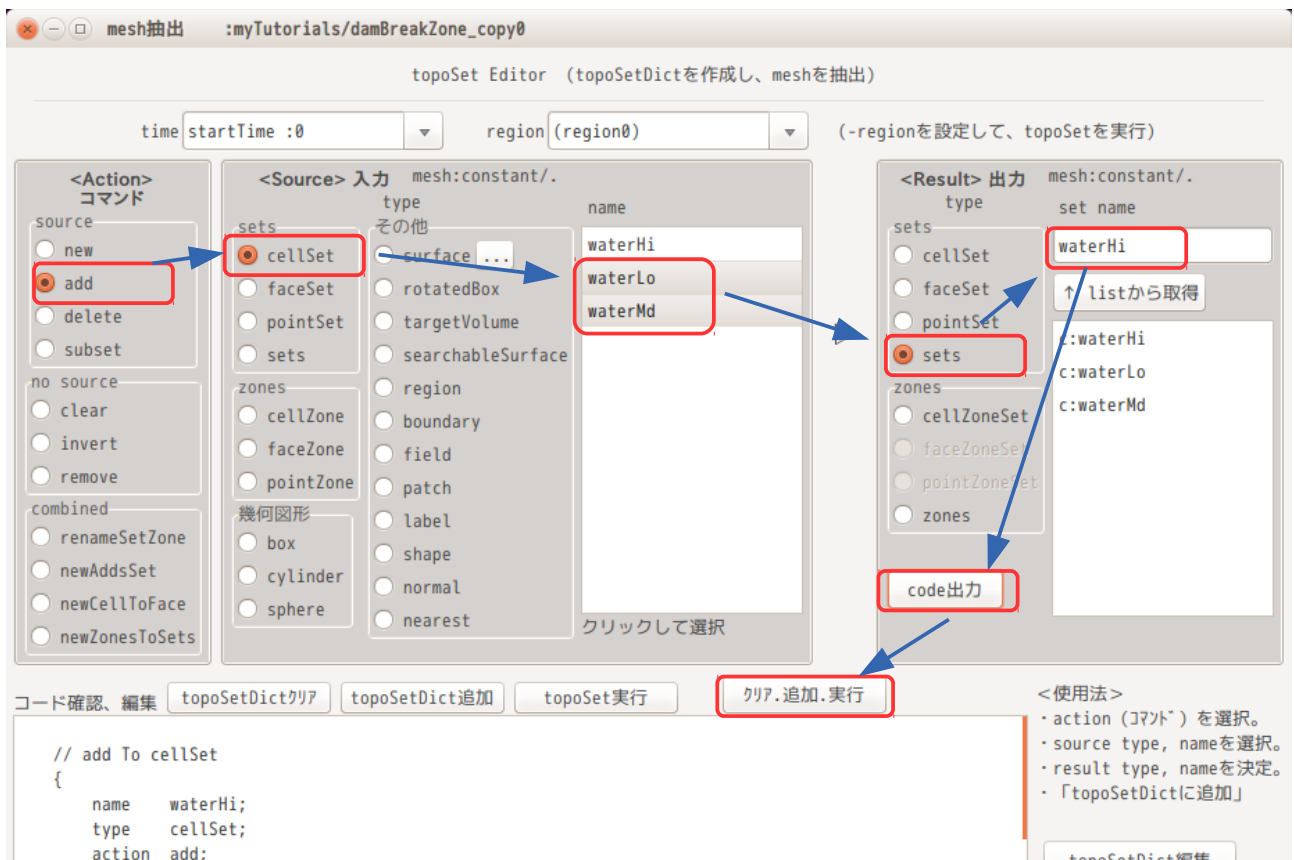 mesh抽出 :myTutorials/damBreakZone_copy0
topoSet Editor （topoSetDictを作成し、meshを抽出）
time startTime :0 region (region0) (-regionを設定して、topoSetを実行)
<Action>
コマンド
source
new
add
delete
subset
no source
clear
invert
remove
combined
renameSetZone
newAddsSet
newCellToFace
newZonesToSets
<Source> 入力 mesh:constant/.
type
sets
cellSet
faceSet
pointSet
sets
zones
cellZone
faceZone
pointZone
幾何図形
box
cylinder
sphere
その他
surface ...
rotatedBox
targetVolume
searchableSurface
region
boundary
field
patch
label
shape
normal
nearest
name
waterHi
waterLo
waterMd
クリックして選択
<Result> 出力 mesh:constant/.
type
sets
cellSet
faceSet
pointSet
sets
zones
cellZoneSet
faceZoneSet
pointZoneSet
zones
code出力
set name
waterHi
↑ listから取得
c:waterHi
c:waterLo
c:waterMd
コード確認、編集 topoSetDictｸﾘｱ topoSetDict追加 topoSet実行 ｸﾘｱ.追加.実行
// add To cellSet
{
name waterHi;
type cellSet;
action add;
＜使用法＞
・action (ｺﾏﾝﾄﾞ) を選択。
・source type, nameを選択。
・result type, nameを決定。
・「topoSetDictに追加」
topoSetDict編集